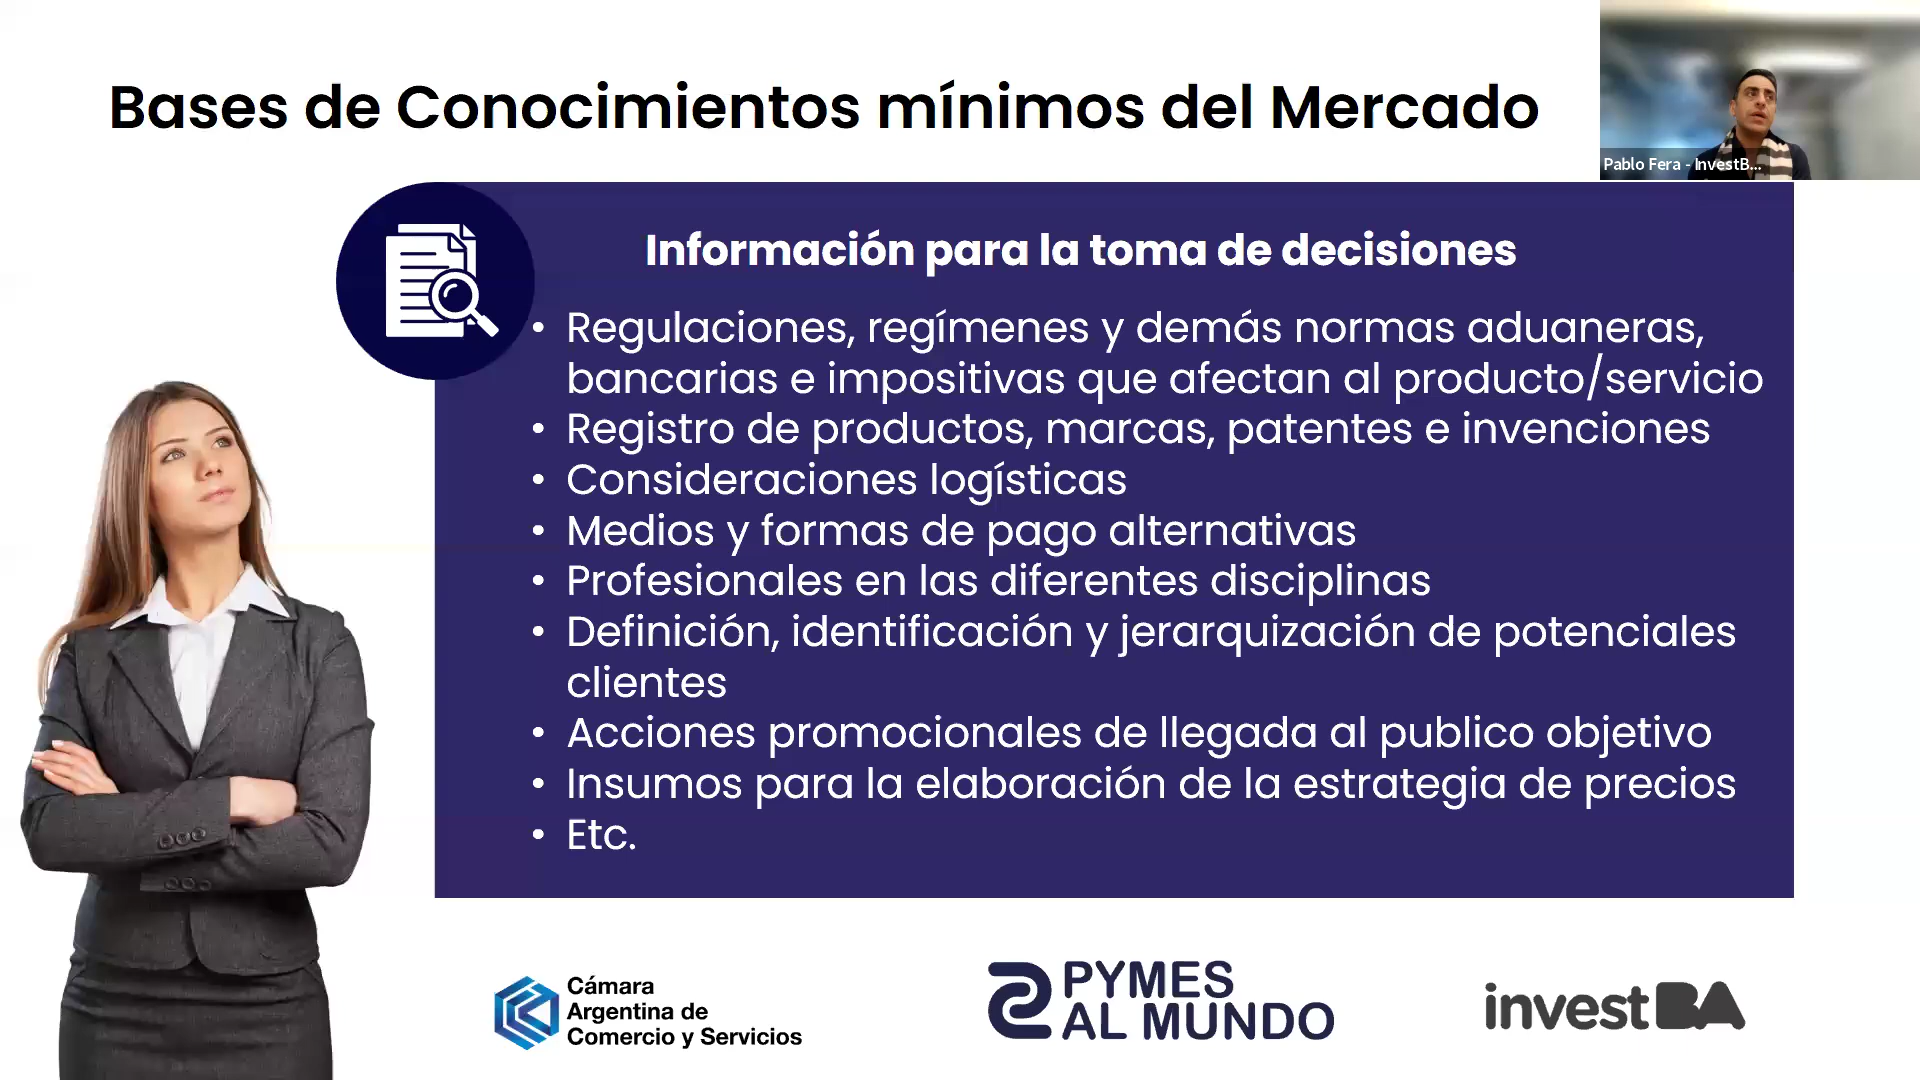 Bases de Conocimientos mínimos del Mercado
Pablo Fera - InvestB...
Información para la toma de decisiones
• Regulaciones, regímenes y demás normas aduaneras,
bancarias e impositivas que afectan al producto/servicio
• Registro de productos, marcas, patentes e invenciones
• Consideraciones logísticas
• Medios y formas de pago alternativas
• Profesionales en las diferentes disciplinas
• Definición, identificación y jerarquización de potenciales
clientes
• Acciones promocionales de llegada al publico objetivo
• Insumos para la elaboración de la estrategia de precios
• Etc.
Cámara
Argentina de
Comercio y Servicios
PYMES
AL MUNDO
investBA